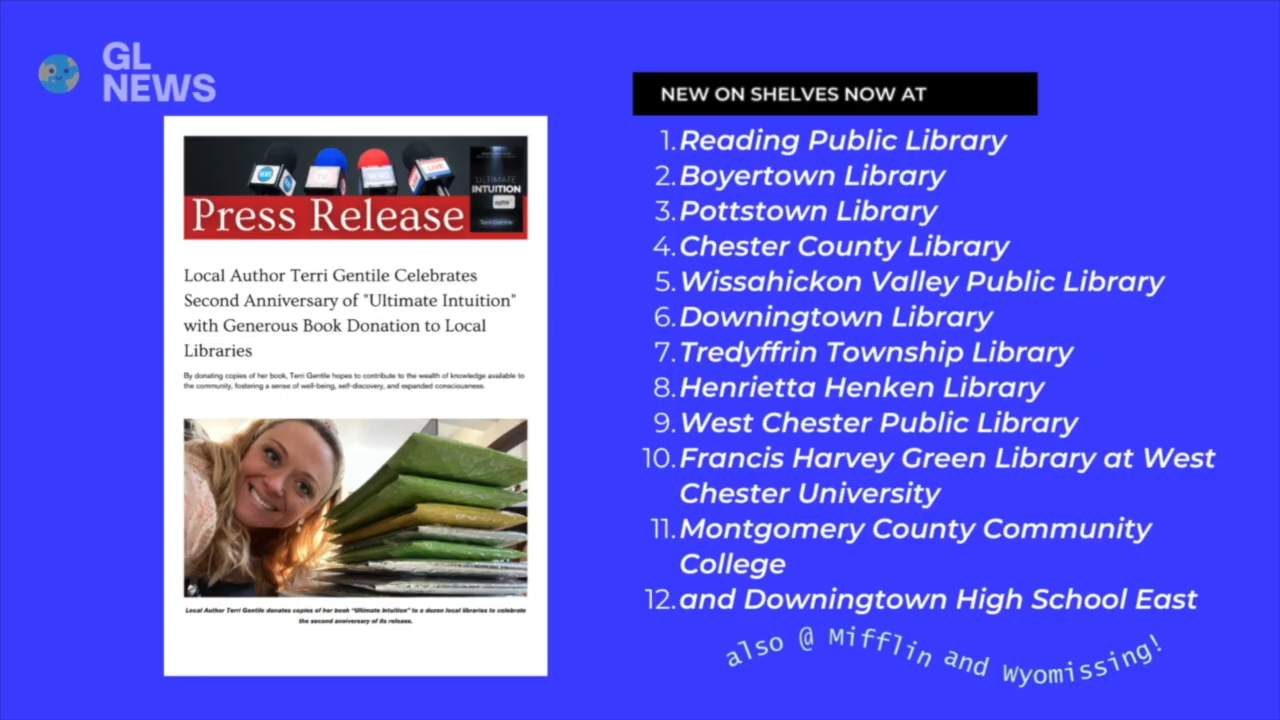 GL
NEWS
Press Release
ULTIMATE
INTUITION
Terri Gentile
Local Author Terri Gentile Celebrates
Second Anniversary of "Ultimate Intuition"
with Generous Book Donation to Local
Libraries
By donating copies of her book, Terri Gentile hopes to contribute to the wealth of knowledge available to
the community, fostering a sense of well-being, self-discovery, and expanded consciousness.
Local Author Terri Gentile donates copies of her book "Ultimate Intuition" to a dozen local libraries to celebrate
the second anniversary of its release.
NEW ON SHELVES NOW AT
1. Reading Public Library
2. Boyertown Library
3. Pottstown Library
4. Chester County Library
5. Wissahickon Valley Public Library
6. Downingtown Library
7. Tredyffrin Township Library
8. Henrietta Henken Library
9. West Chester Public Library
10. Francis Harvey Green Library at West
Chester University
11. Montgomery County Community
College
12. and Downingtown High School East
also @ Mifflin and Wyomissing!